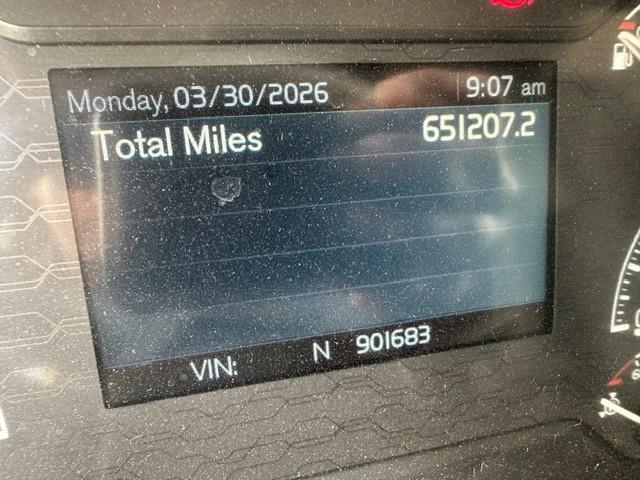 Monday, 03/30/2026 9:07 am
Total Miles 651207.2
VIN: N 901683